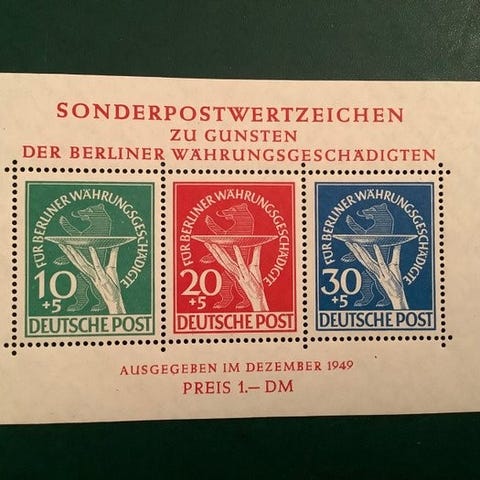 SONDERPOSTWERTZEICHEN
ZU GUNSTEN
DER BERLINER WÄHRUNGSGESCHÄDIGTEN
FÜR BERLINER WÄHRUNGSGESCHÄDIGTE
10
+5
DEUTSCHE POST
FÜR BERLINER WÄHRUNGSGESCHÄDIGTE
20
+5
DEUTSCHE POST
FÜR BERLINER WÄHRUNGSGESCHÄDIGTE
30
+5
DEUTSCHE POST
AUSGEGEBEN IM DEZEMBER 1949
PREIS 1.— DM